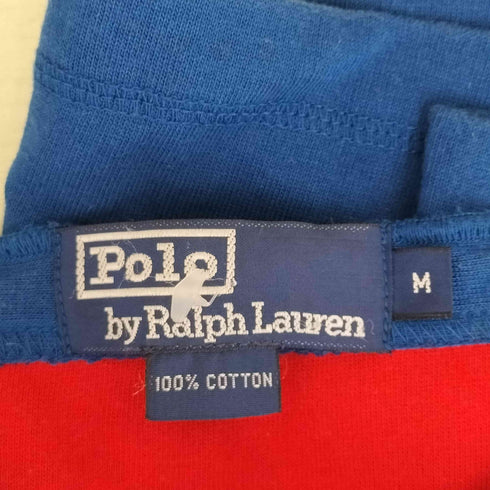 Polo
by Ralph Lauren
M
100% COTTON